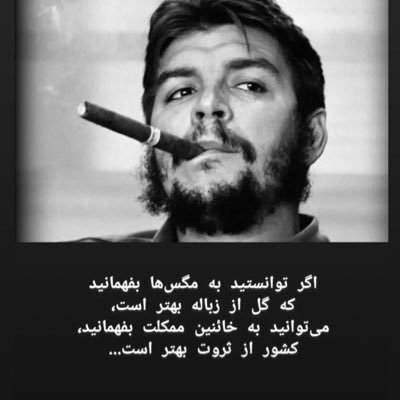 اگر توانستید به مگس‌ها بفهمانید
که گل از زباله بهتر است،
می‌توانید به خائنین ممکلت بفهمانید،
کشور از ثروت بهتر است...